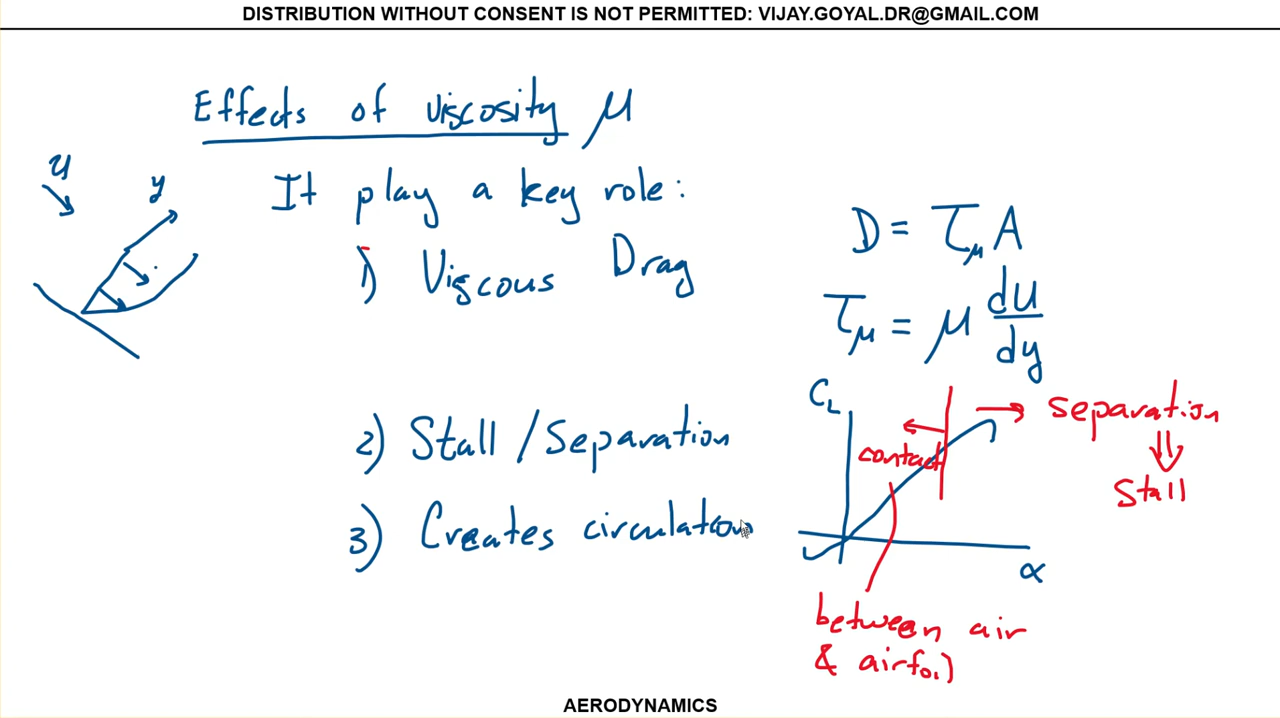 DISTRIBUTION WITHOUT CONSENT IS NOT PERMITTED: VIJAY.GOYAL.DR@GMAIL.COM
Effects of viscosity μ
It play a key role:
u
y
1) Viscous Drag
D = τμ A
τμ = μ du/dy
2) Stall / Separation
3) Creates circulation
CL
separation
contact
Stall
α
between air
& airfoil
AERODYNAMICS